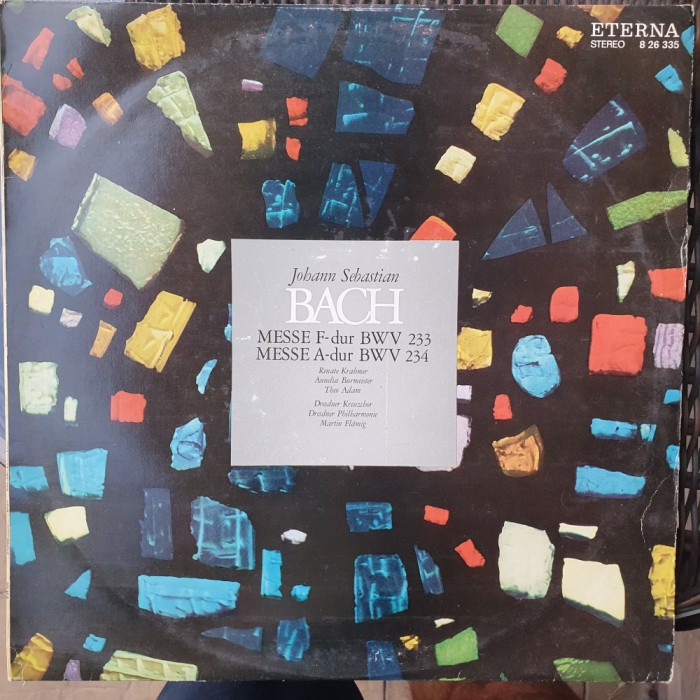 ETERNA
STEREO 8 26 335
Johann Sebastian
BACH
MESSE F-dur BWV 233
MESSE A-dur BWV 234
Renate Krahmer
Annelies Burmeister
Theo Adam
Dresdner Kreuzchor
Dresdner Philharmonie
Martin Flämig